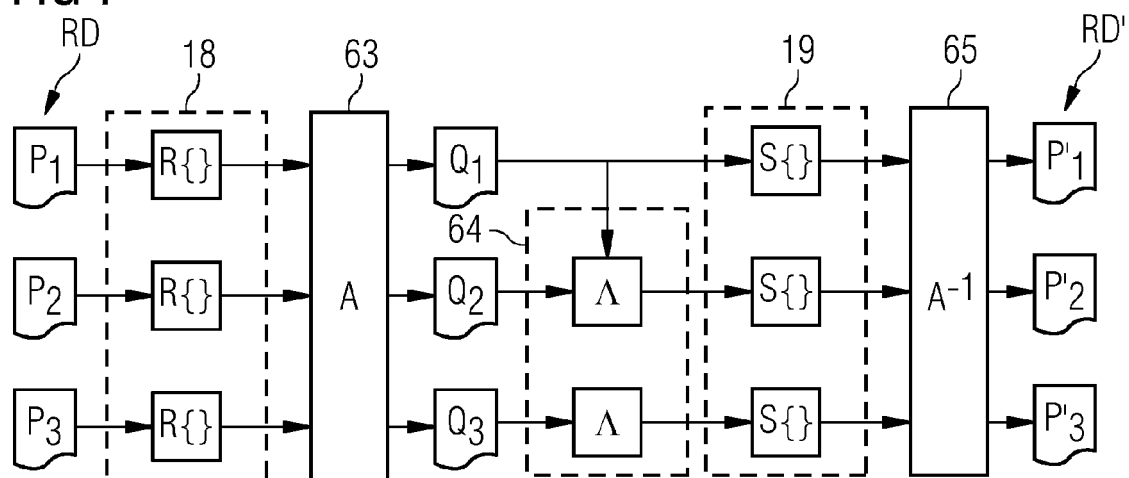 RD 18 63 19 65 RD'
P1 R{} Q1 S{} P'1
64
P2 R{} A Q2 Λ S{} A-1 P'2
P3 R{} Q3 Λ S{} P'3